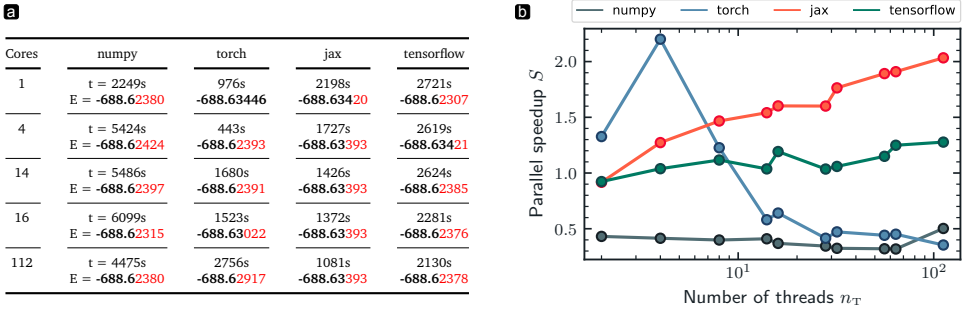 a
Cores numpy torch jax tensorflow
1 t = 2249s 976s 2198s 2721s
E = -688.62380 -688.63446 -688.63420 -688.62307
4 t = 5424s 443s 1727s 2619s
E = -688.62424 -688.62393 -688.63393 -688.63421
14 t = 5486s 1680s 1426s 2624s
E = -688.62397 -688.62391 -688.63393 -688.62385
16 t = 6099s 1523s 1372s 2281s
E = -688.62315 -688.63022 -688.63393 -688.62376
112 t = 4475s 2756s 1081s 2130s
E = -688.62380 -688.62917 -688.63393 -688.62378
b
numpy torch jax tensorflow
Parallel speedup S
2.0
1.5
1.0
0.5
10¹ 10²
Number of threads n_T